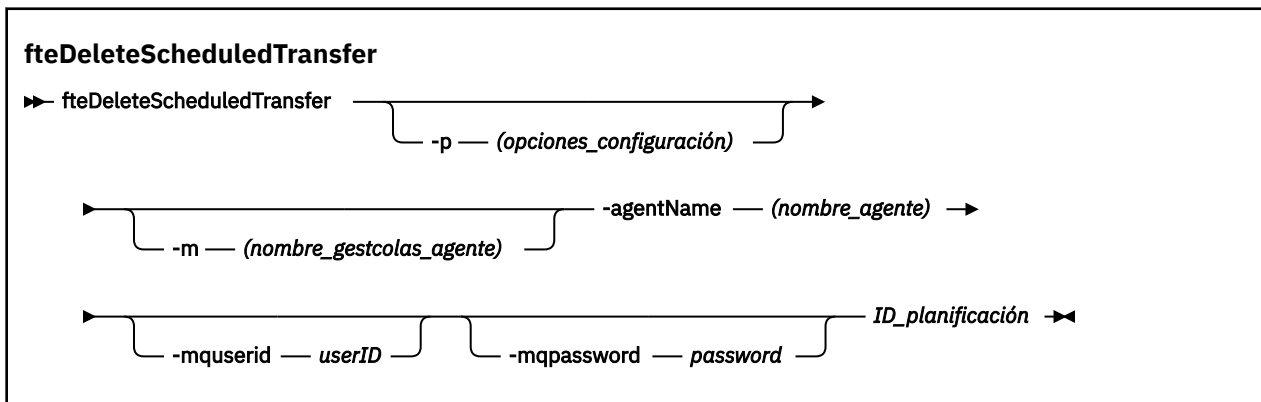 fteDeleteScheduledTransfer
fteDeleteScheduledTransfer
-p (opciones_configuración)
-agentName (nombre_agente)
-m (nombre_gestcolas_agente)
ID_planificación
-mquserid userID -mqpassword password